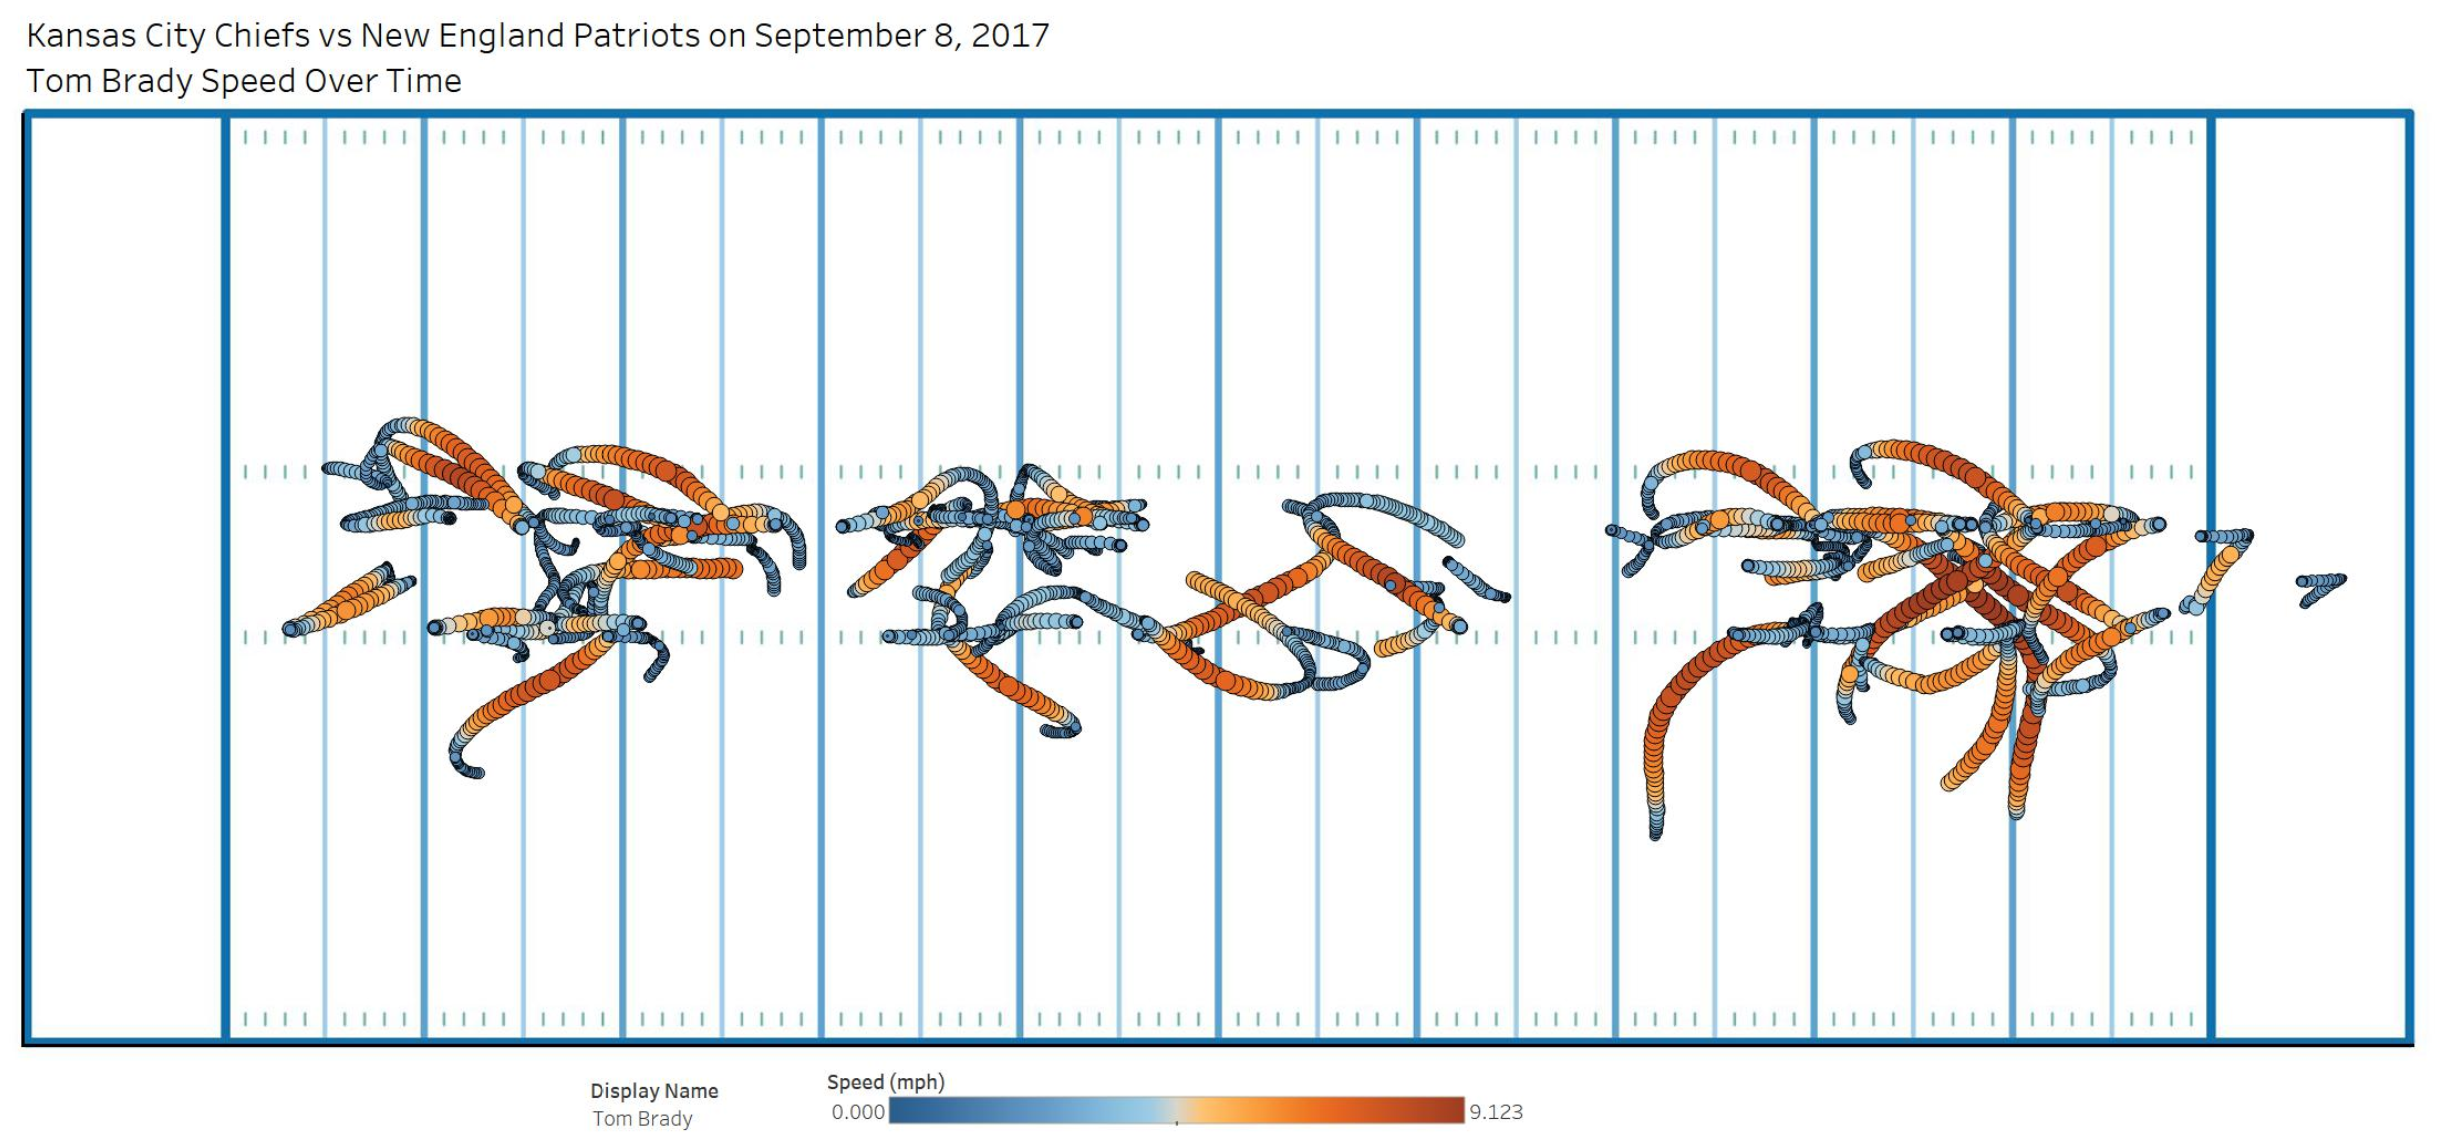 Kansas City Chiefs vs New England Patriots on September 8, 2017
Tom Brady Speed Over Time
Display Name
Tom Brady
Speed (mph)
0.000
9.123